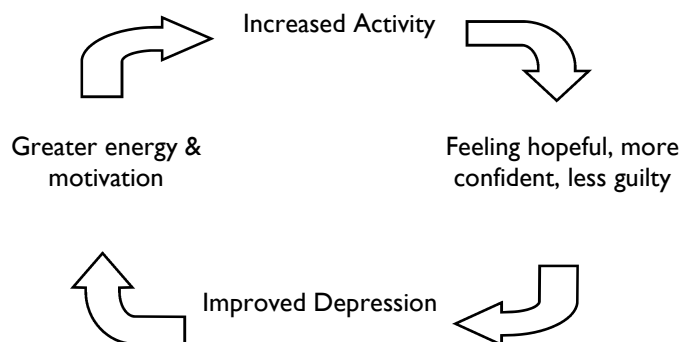 Increased Activity
Greater energy &
motivation
Feeling hopeful, more
confident, less guilty
Improved Depression